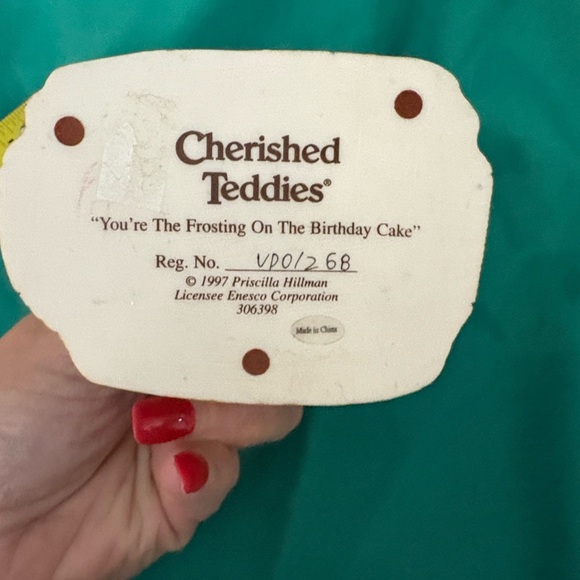 Cherished
Teddies®
"You're The Frosting On The Birthday Cake"
Reg. No. VP01268
© 1997 Priscilla Hillman
Licensee Enesco Corporation
306398
Made in China